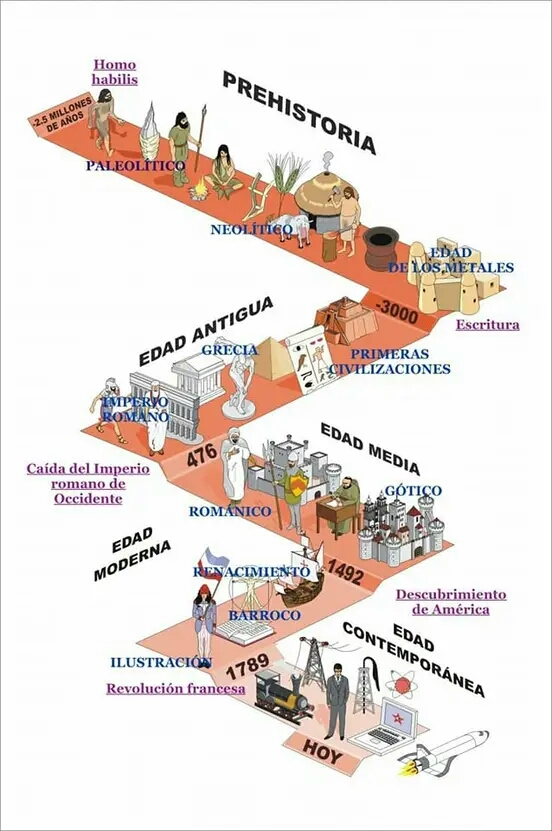 Homo
habilis
PREHISTORIA
-2.5 MILLONES
DE AÑOS
PALEOLÍTICO
NEOLÍTICO
EDAD
DE LOS METALES
-3000
Escritura
EDAD ANTIGUA
GRECIA
PRIMERAS
CIVILIZACIONES
IMPERIO
ROMANO
476
Caída del Imperio
romano de
Occidente
EDAD MEDIA
GÓTICO
ROMÁNICO
EDAD
MODERNA
RENACIMIENTO
1492
Descubrimiento
de América
BARROCO
ILUSTRACIÓN
1789
Revolución francesa
EDAD
CONTEMPORÁNEA
HOY